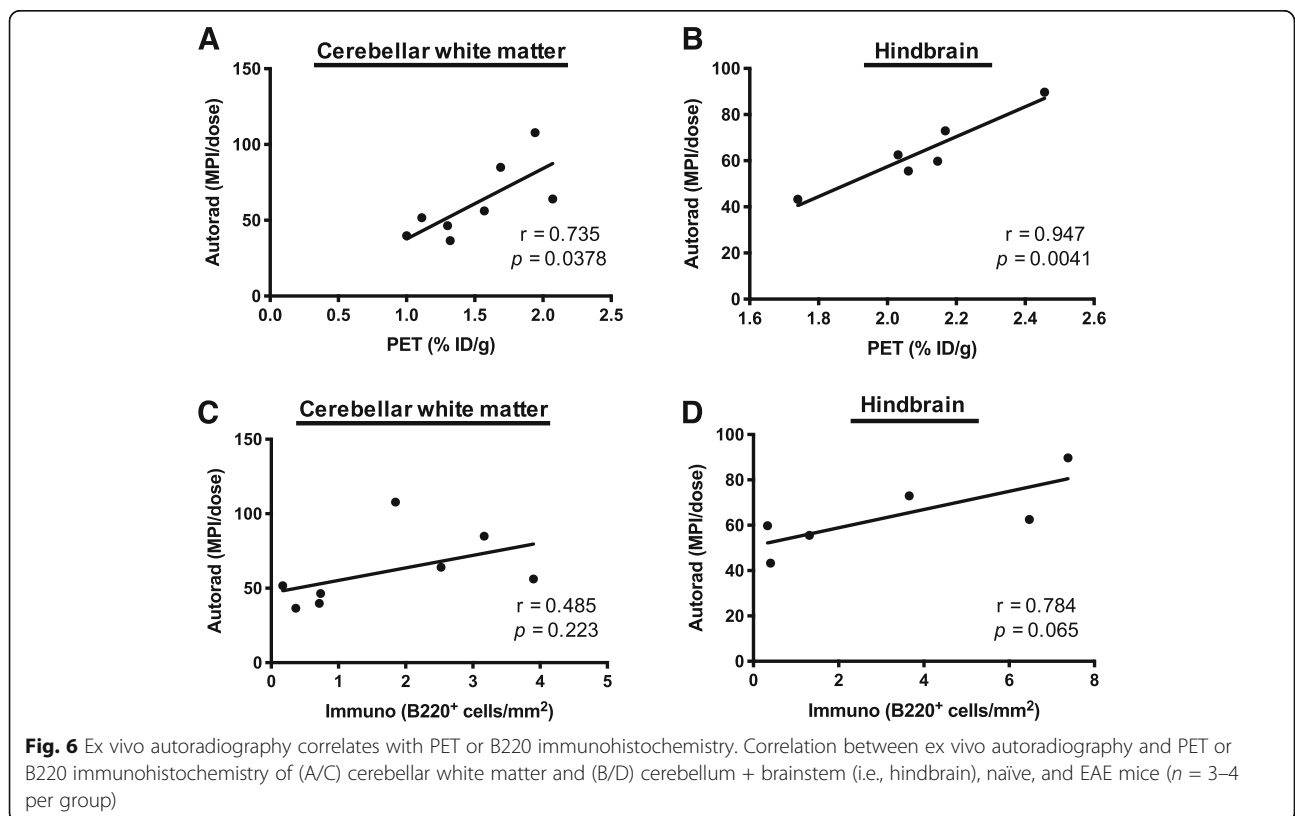 A
Cerebellar white matter
150
100
50
0
Autorad (MPI/dose)
0.0 0.5 1.0 1.5 2.0 2.5
PET (% ID/g)
r = 0.735
p = 0.0378
B
Hindbrain
100
80
60
40
20
0
Autorad (MPI/dose)
1.6 1.8 2.0 2.2 2.4 2.6
PET (% ID/g)
r = 0.947
p = 0.0041
C
Cerebellar white matter
150
100
50
0
Autorad (MPI/dose)
0 1 2 3 4 5
Immuno (B220⁺ cells/mm²)
r = 0.485
p = 0.223
D
Hindbrain
100
80
60
40
20
0
Autorad (MPI/dose)
0 2 4 6 8
Immuno (B220⁺ cells/mm²)
r = 0.784
p = 0.065
Fig. 6 Ex vivo autoradiography correlates with PET or B220 immunohistochemistry. Correlation between ex vivo autoradiography and PET or
B220 immunohistochemistry of (A/C) cerebellar white matter and (B/D) cerebellum + brainstem (i.e., hindbrain), naïve, and EAE mice (n = 3–4
per group)